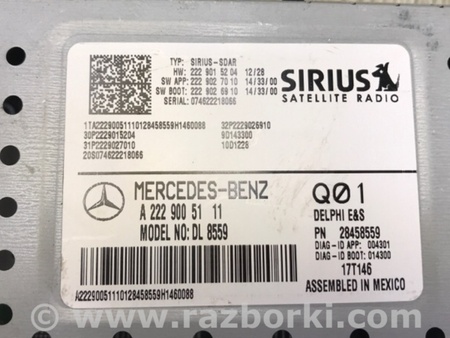 TYP: SIRIUS-SDAR
HW: 222 901 52 04 12/28
SW APP: 222 902 70 10 14/33/00
SW BOOT: 222 902 69 10 14/33/00
SERIAL: 074622218066
SIRIUS
SATELLITE RADIO
1TA22290051110128458559H1460088
30P2229015204
31P2229027010
20S074622218066
32P2229026910
9D143300
10D1228
MERCEDES-BENZ
A 222 900 51 11
MODEL NO: DL 8559
Q01
DELPHI E&S
PN 28458559
DIAG-ID APP: 004301
DIAG-ID BOOT: 014300
17T146
ASSEMBLED IN MEXICO
A22290051110128458559H1460088
© www.razborki.com